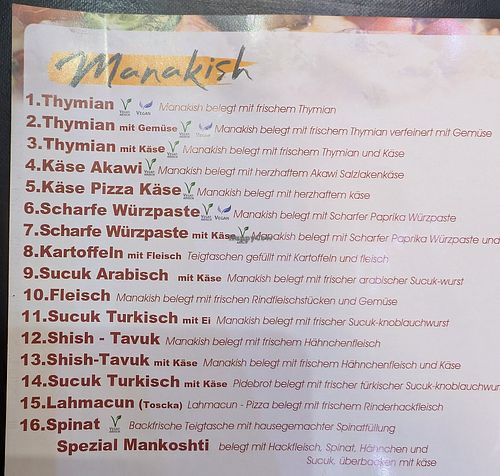 Manakish
1.Thymian VEGAN Manakish belegt mit frischem Thymian
2.Thymian mit Gemüse Manakish belegt mit frischem Thymian verfeinert mit Gemüse
3.Thymian mit Käse Manakish belegt mit frischem Thymian und Käse
4.Käse Akawi Manakish belegt mit herzhaftem Akawi Salzlakenkäse
5.Käse Pizza Käse Manakish belegt mit herzhaftem käse
6.Scharfe Würzpaste VEGAN Manakish belegt mit Scharfer Paprika Würzpaste
7.Scharfe Würzpaste mit Käse Manakish belegt mit Scharfer Paprika Würzpaste und
8.Kartoffeln mit Fleisch Teigtaschen gefüllt mit Kartoffeln und fleisch
9.Sucuk Arabisch mit Käse Manakish belegt mit frischer arabischer Sucuk-wurst
10.Fleisch Manakish belegt mit frischen Rindfleischstücken und Gemüse
11.Sucuk Turkisch mit Ei Manakish belegt mit frischer Sucuk-knoblauchwurst
12.Shish - Tavuk Manakish belegt mit frischem Hähnchenfleisch
13.Shish-Tavuk mit Käse Manakish belegt mit frischem Hähnchenfleisch und Käse
14.Sucuk Turkisch mit Käse Pidebrot belegt mit frischer türkischer Sucuk-knoblauchwurst
15.Lahmacun (Toscka) Lahmacun - Pizza belegt mit frischem Rinderhackfleisch
16.Spinat Backfrische Teigtasche mit hausegemachter Spinatfüllung
Spezial Mankoshti belegt mit Hackfleisch, Spinat, Hähnchen und
Sucuk, überbacken mit käse